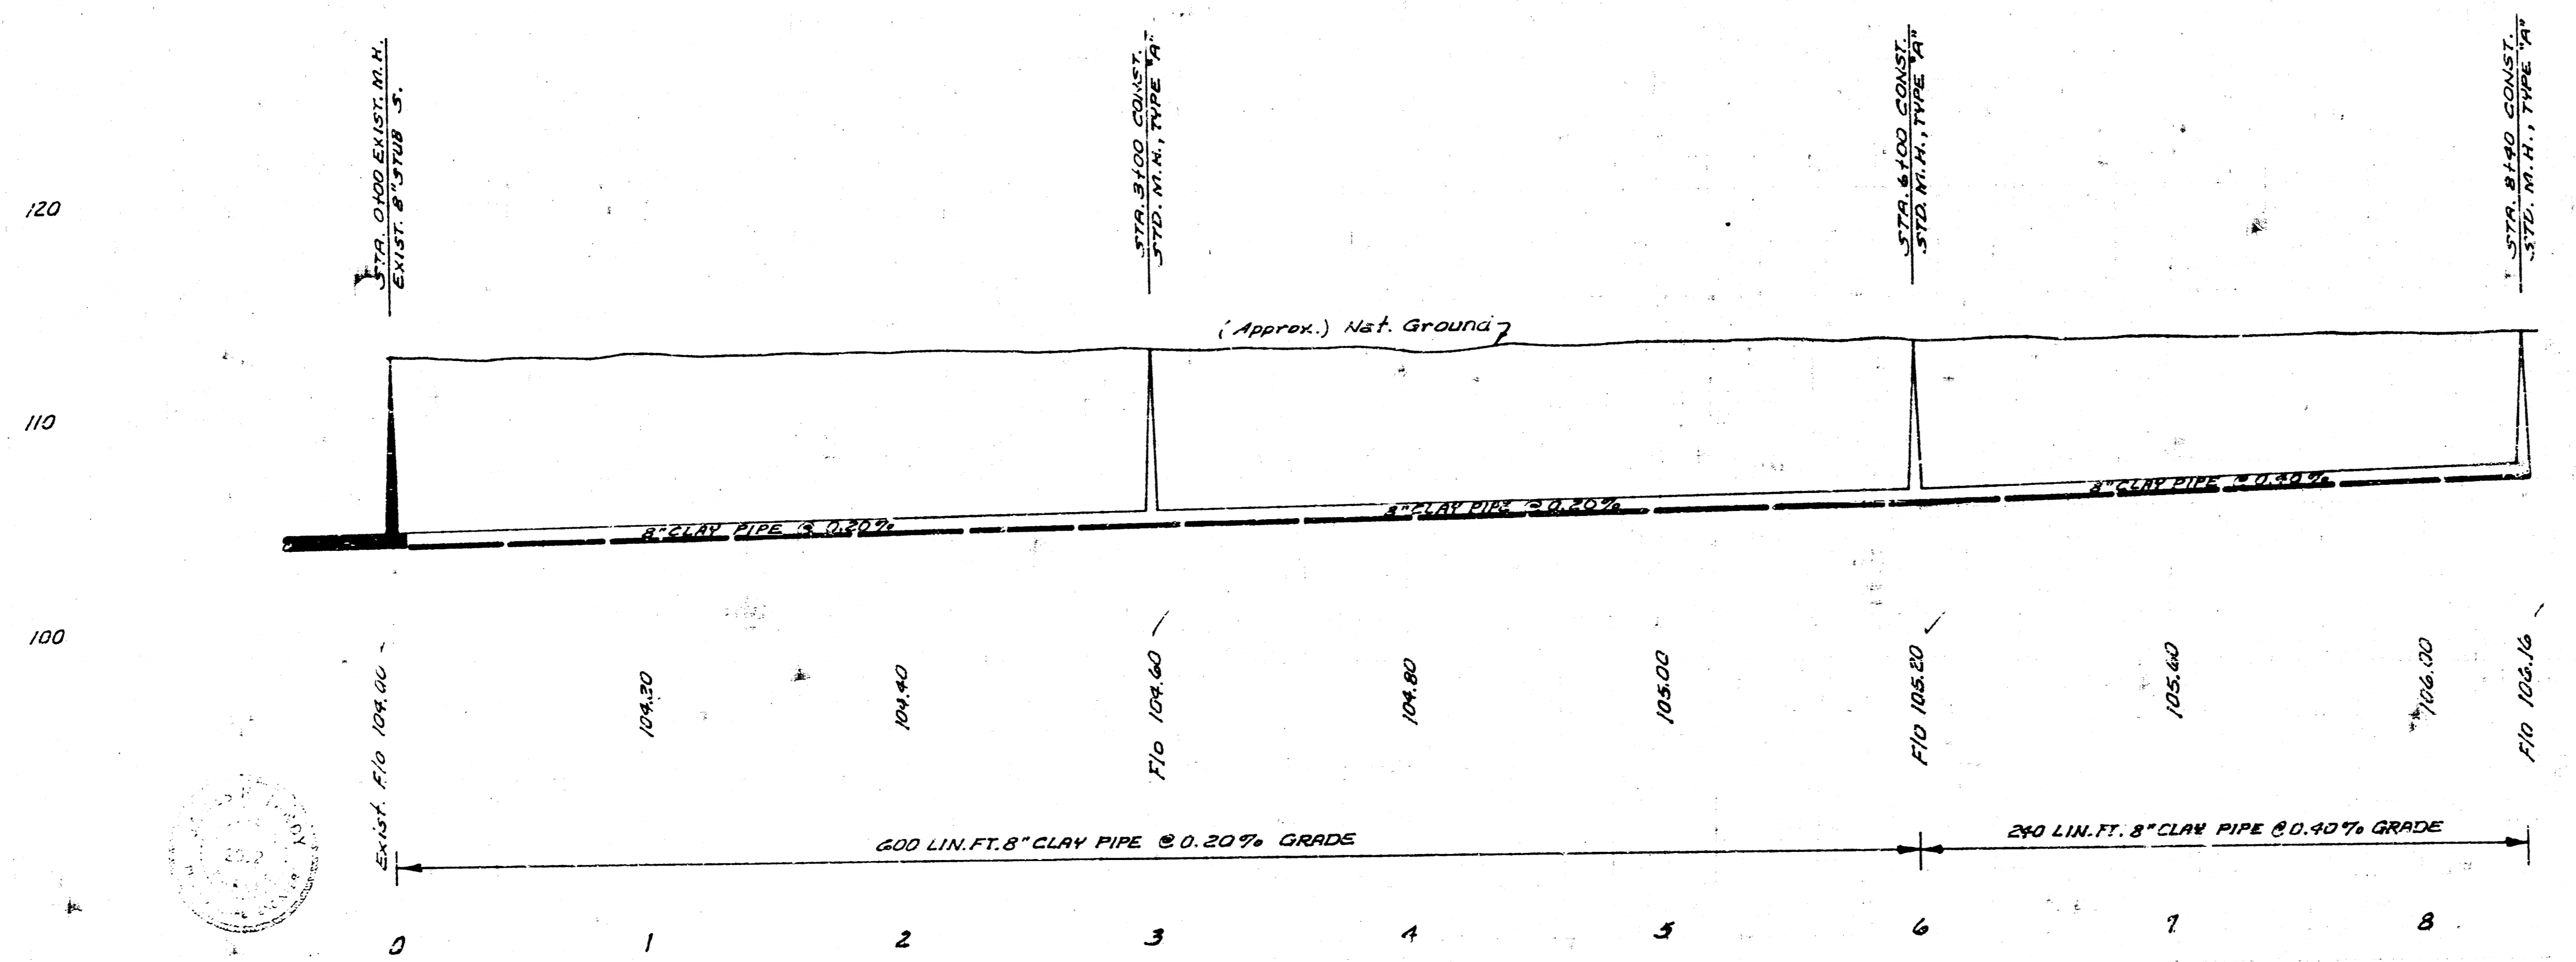 STA. 0+00 EXIST. M.H.
EXIST. 8" STUB S.
STA. 3+00 CONST.
STD. M.H., TYPE "A"
STA. 6+00 CONST.
STD. M.H., TYPE "A"
STA. 8+40 CONST.
STD. M.H., TYPE "A"
120
110
100
(Approx.) Nat. Ground
8" CLAY PIPE @ 0.20%
8" CLAY PIPE @ 0.20%
8" CLAY PIPE @ 0.40%
Exist. F/O 104.00
104.20
104.40
F/O 104.60
104.80
105.00
F/O 105.20
105.60
106.00
F/O 106.16
600 LIN. FT. 8" CLAY PIPE @ 0.20% GRADE
240 LIN. FT. 8" CLAY PIPE @ 0.40% GRADE
0 1 2 3 4 5 6 7 8